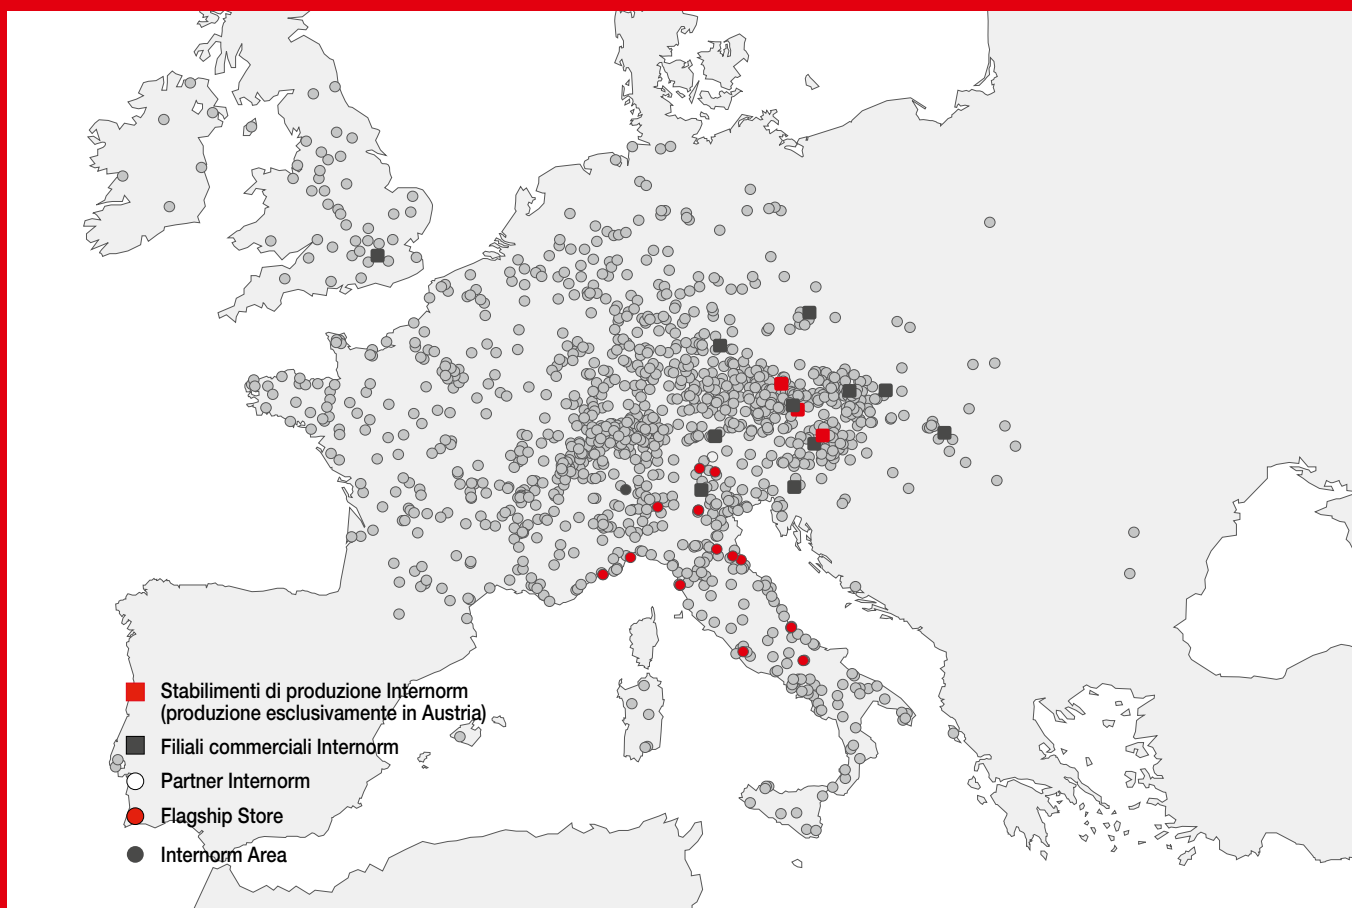 Stabilimenti di produzione Internorm
(produzione esclusivamente in Austria)
Filiali commerciali Internorm
Partner Internorm
Flagship Store
Internorm Area